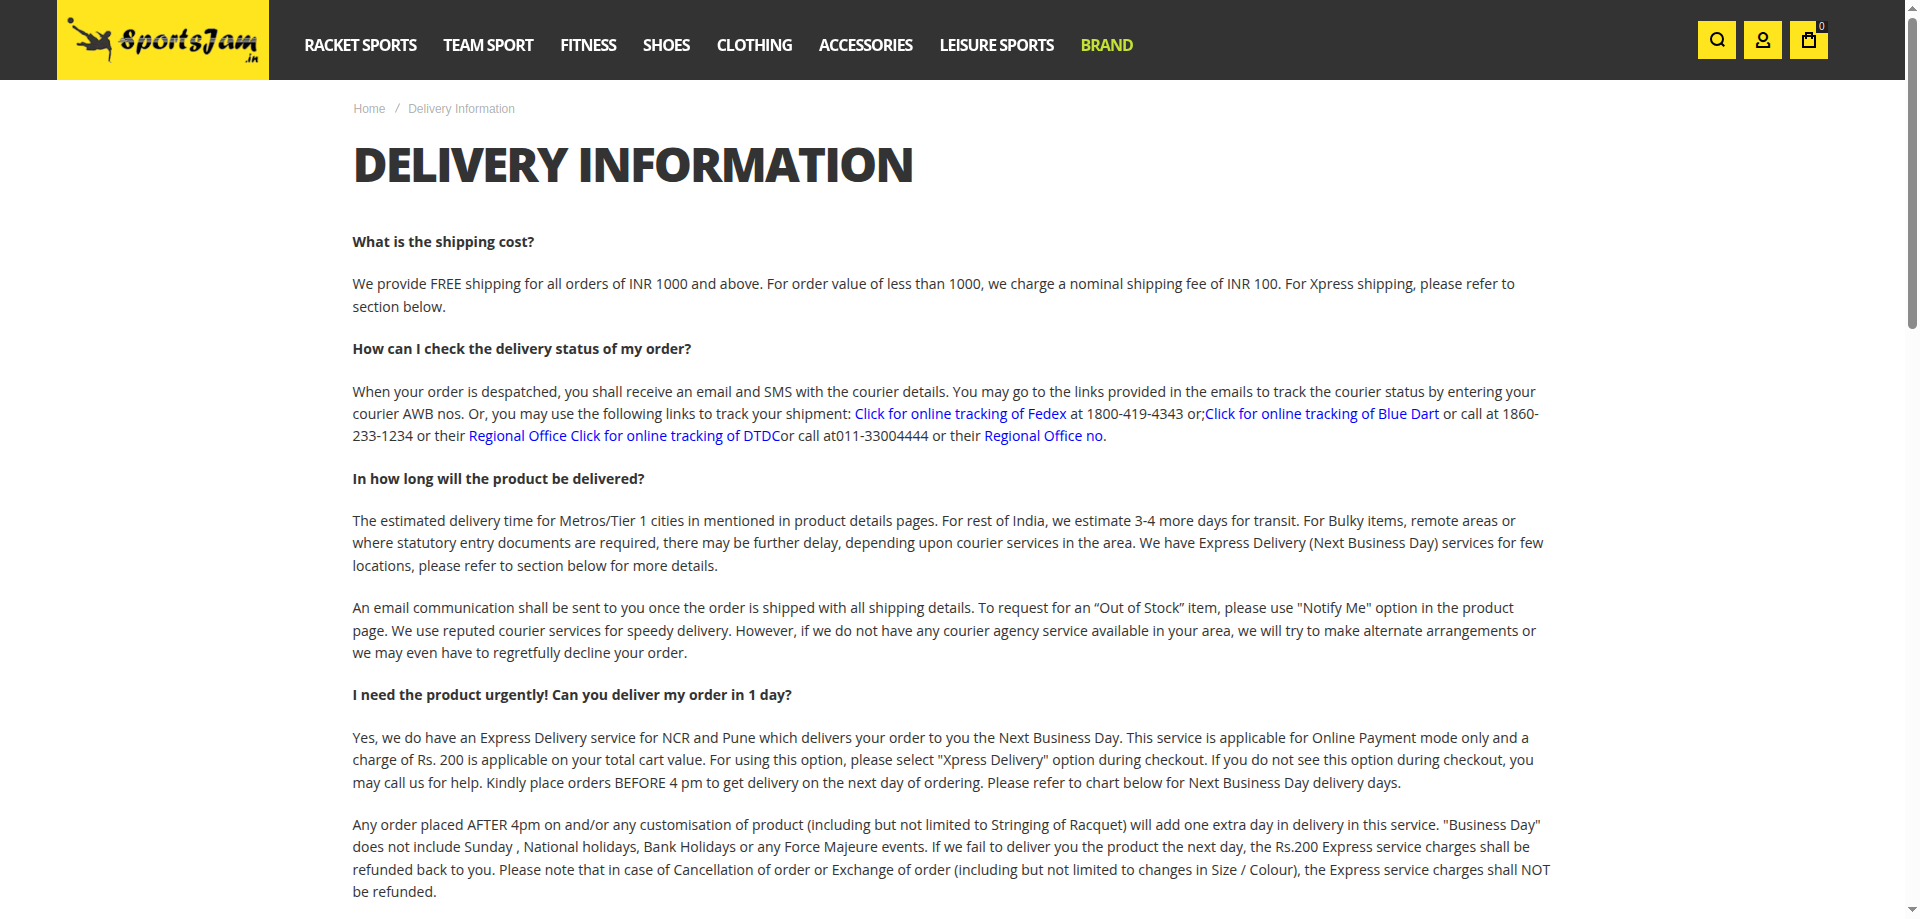 SportsJam
.in
RACKET SPORTS TEAM SPORT FITNESS SHOES CLOTHING ACCESSORIES LEISURE SPORTS BRAND
0
Home / Delivery Information
DELIVERY INFORMATION
What is the shipping cost?
We provide FREE shipping for all orders of INR 1000 and above. For order value of less than 1000, we charge a nominal shipping fee of INR 100. For Xpress shipping, please refer to
section below.
How can I check the delivery status of my order?
When your order is despatched, you shall receive an email and SMS with the courier details. You may go to the links provided in the emails to track the courier status by entering your
courier AWB nos. Or, you may use the following links to track your shipment: Click for online tracking of Fedex at 1800-419-4343 or;Click for online tracking of Blue Dart or call at 1860-
233-1234 or their Regional Office Click for online tracking of DTDCor call at011-33004444 or their Regional Office no.
In how long will the product be delivered?
The estimated delivery time for Metros/Tier 1 cities in mentioned in product details pages. For rest of India, we estimate 3-4 more days for transit. For Bulky items, remote areas or
where statutory entry documents are required, there may be further delay, depending upon courier services in the area. We have Express Delivery (Next Business Day) services for few
locations, please refer to section below for more details.
An email communication shall be sent to you once the order is shipped with all shipping details. To request for an “Out of Stock” item, please use "Notify Me" option in the product
page. We use reputed courier services for speedy delivery. However, if we do not have any courier agency service available in your area, we will try to make alternate arrangements or
we may even have to regretfully decline your order.
I need the product urgently! Can you deliver my order in 1 day?
Yes, we do have an Express Delivery service for NCR and Pune which delivers your order to you the Next Business Day. This service is applicable for Online Payment mode only and a
charge of Rs. 200 is applicable on your total cart value. For using this option, please select "Xpress Delivery" option during checkout. If you do not see this option during checkout, you
may call us for help. Kindly place orders BEFORE 4 pm to get delivery on the next day of ordering. Please refer to chart below for Next Business Day delivery days.
Any order placed AFTER 4pm on and/or any customisation of product (including but not limited to Stringing of Racquet) will add one extra day in delivery in this service. "Business Day"
does not include Sunday , National holidays, Bank Holidays or any Force Majeure events. If we fail to deliver you the product the next day, the Rs.200 Express service charges shall be
refunded back to you. Please note that in case of Cancellation of order or Exchange of order (including but not limited to changes in Size / Colour), the Express service charges shall NOT
be refunded.